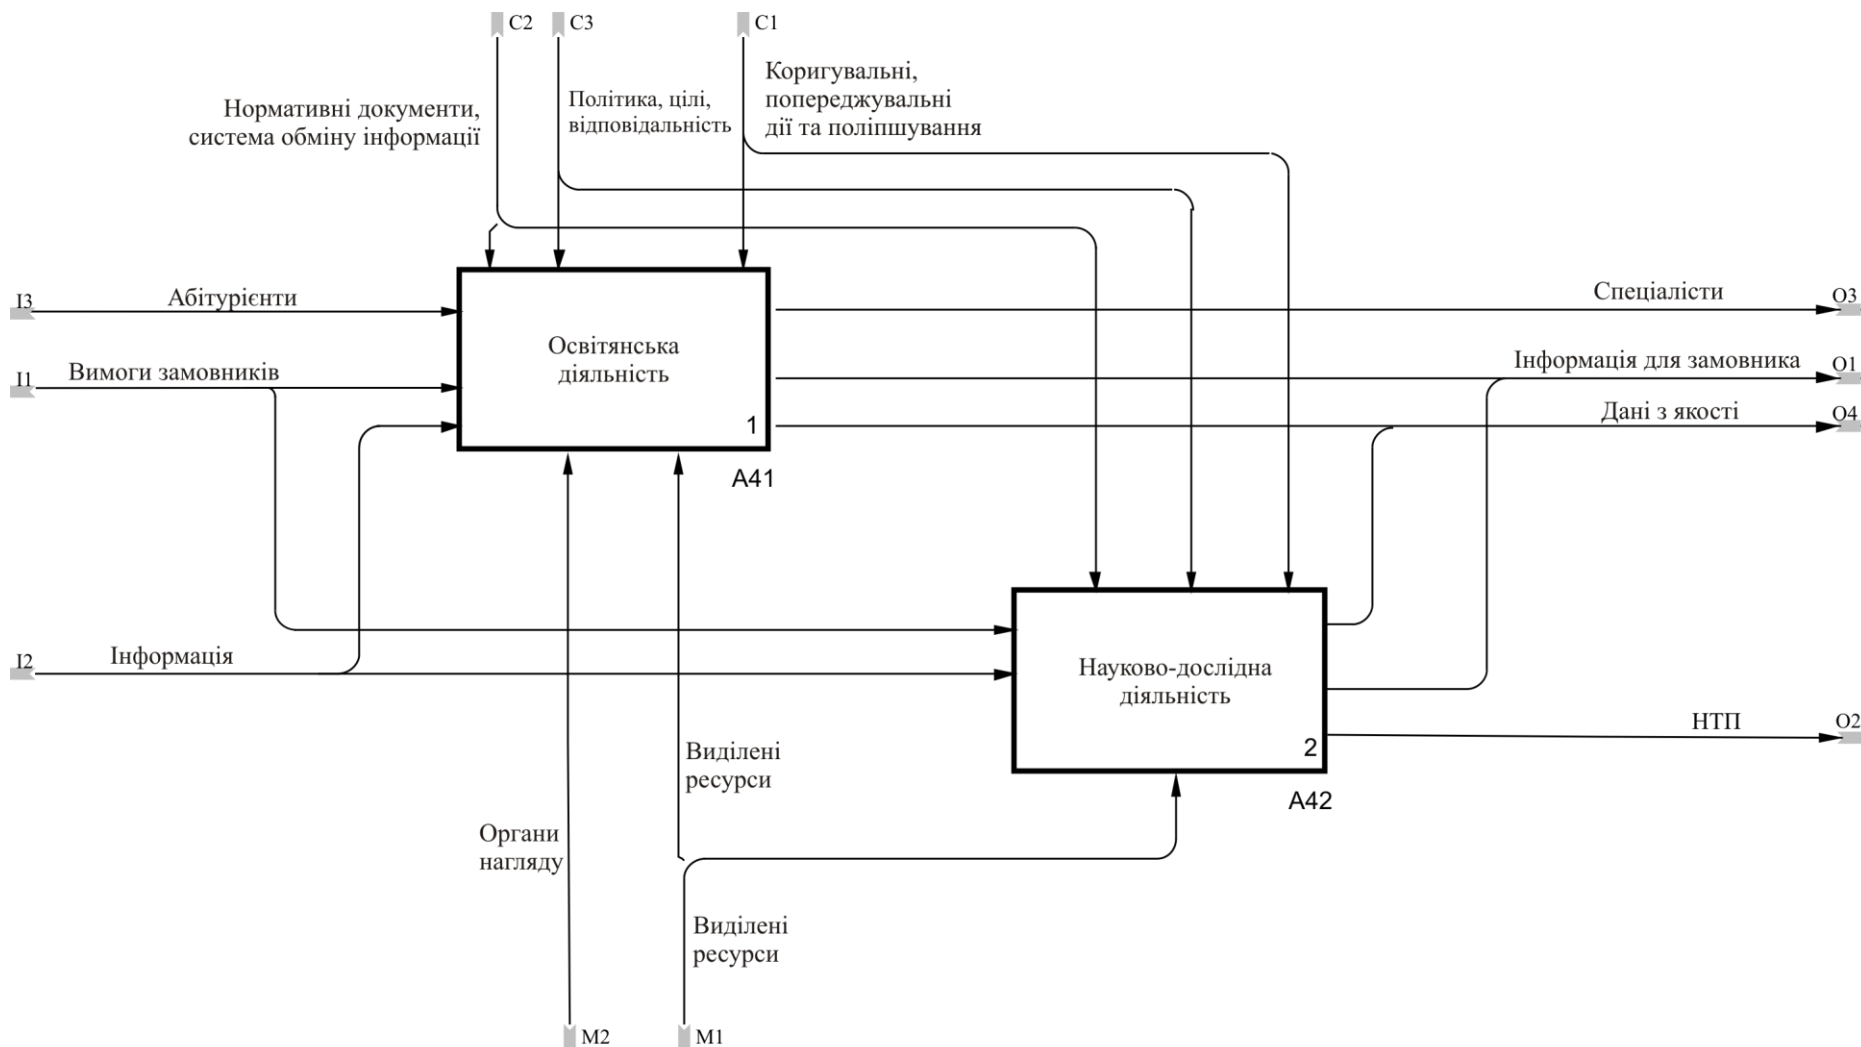 C2
C3
C1
Коригувальні,
попереджувальні
дії та поліпшування
Політика, цілі,
відповідальність
Нормативні документи,
система обміну інформації
I3
Абітурієнти
I1
Вимоги замовників
Освітянська
діяльність
1
A41
Спеціалісти
O3
Інформація для замовника
O1
Дані з якості
O4
I2
Інформація
Науково-дослідна
діяльність
2
A42
НТП
O2
Виділені
ресурси
Органи
нагляду
Виділені
ресурси
M2
M1